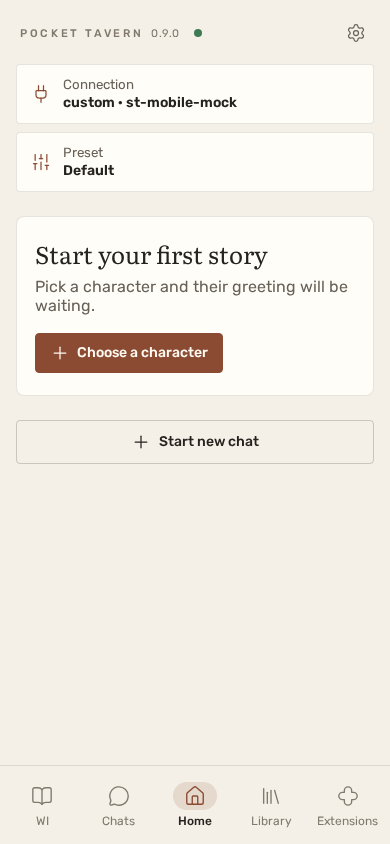 POCKET TAVERN 0.9.0
Connection
custom • st-mobile-mock
Preset
Default
Start your first story
Pick a character and their greeting will be
waiting.
Choose a character
Start new chat
WI
Chats
Home
Library
Extensions